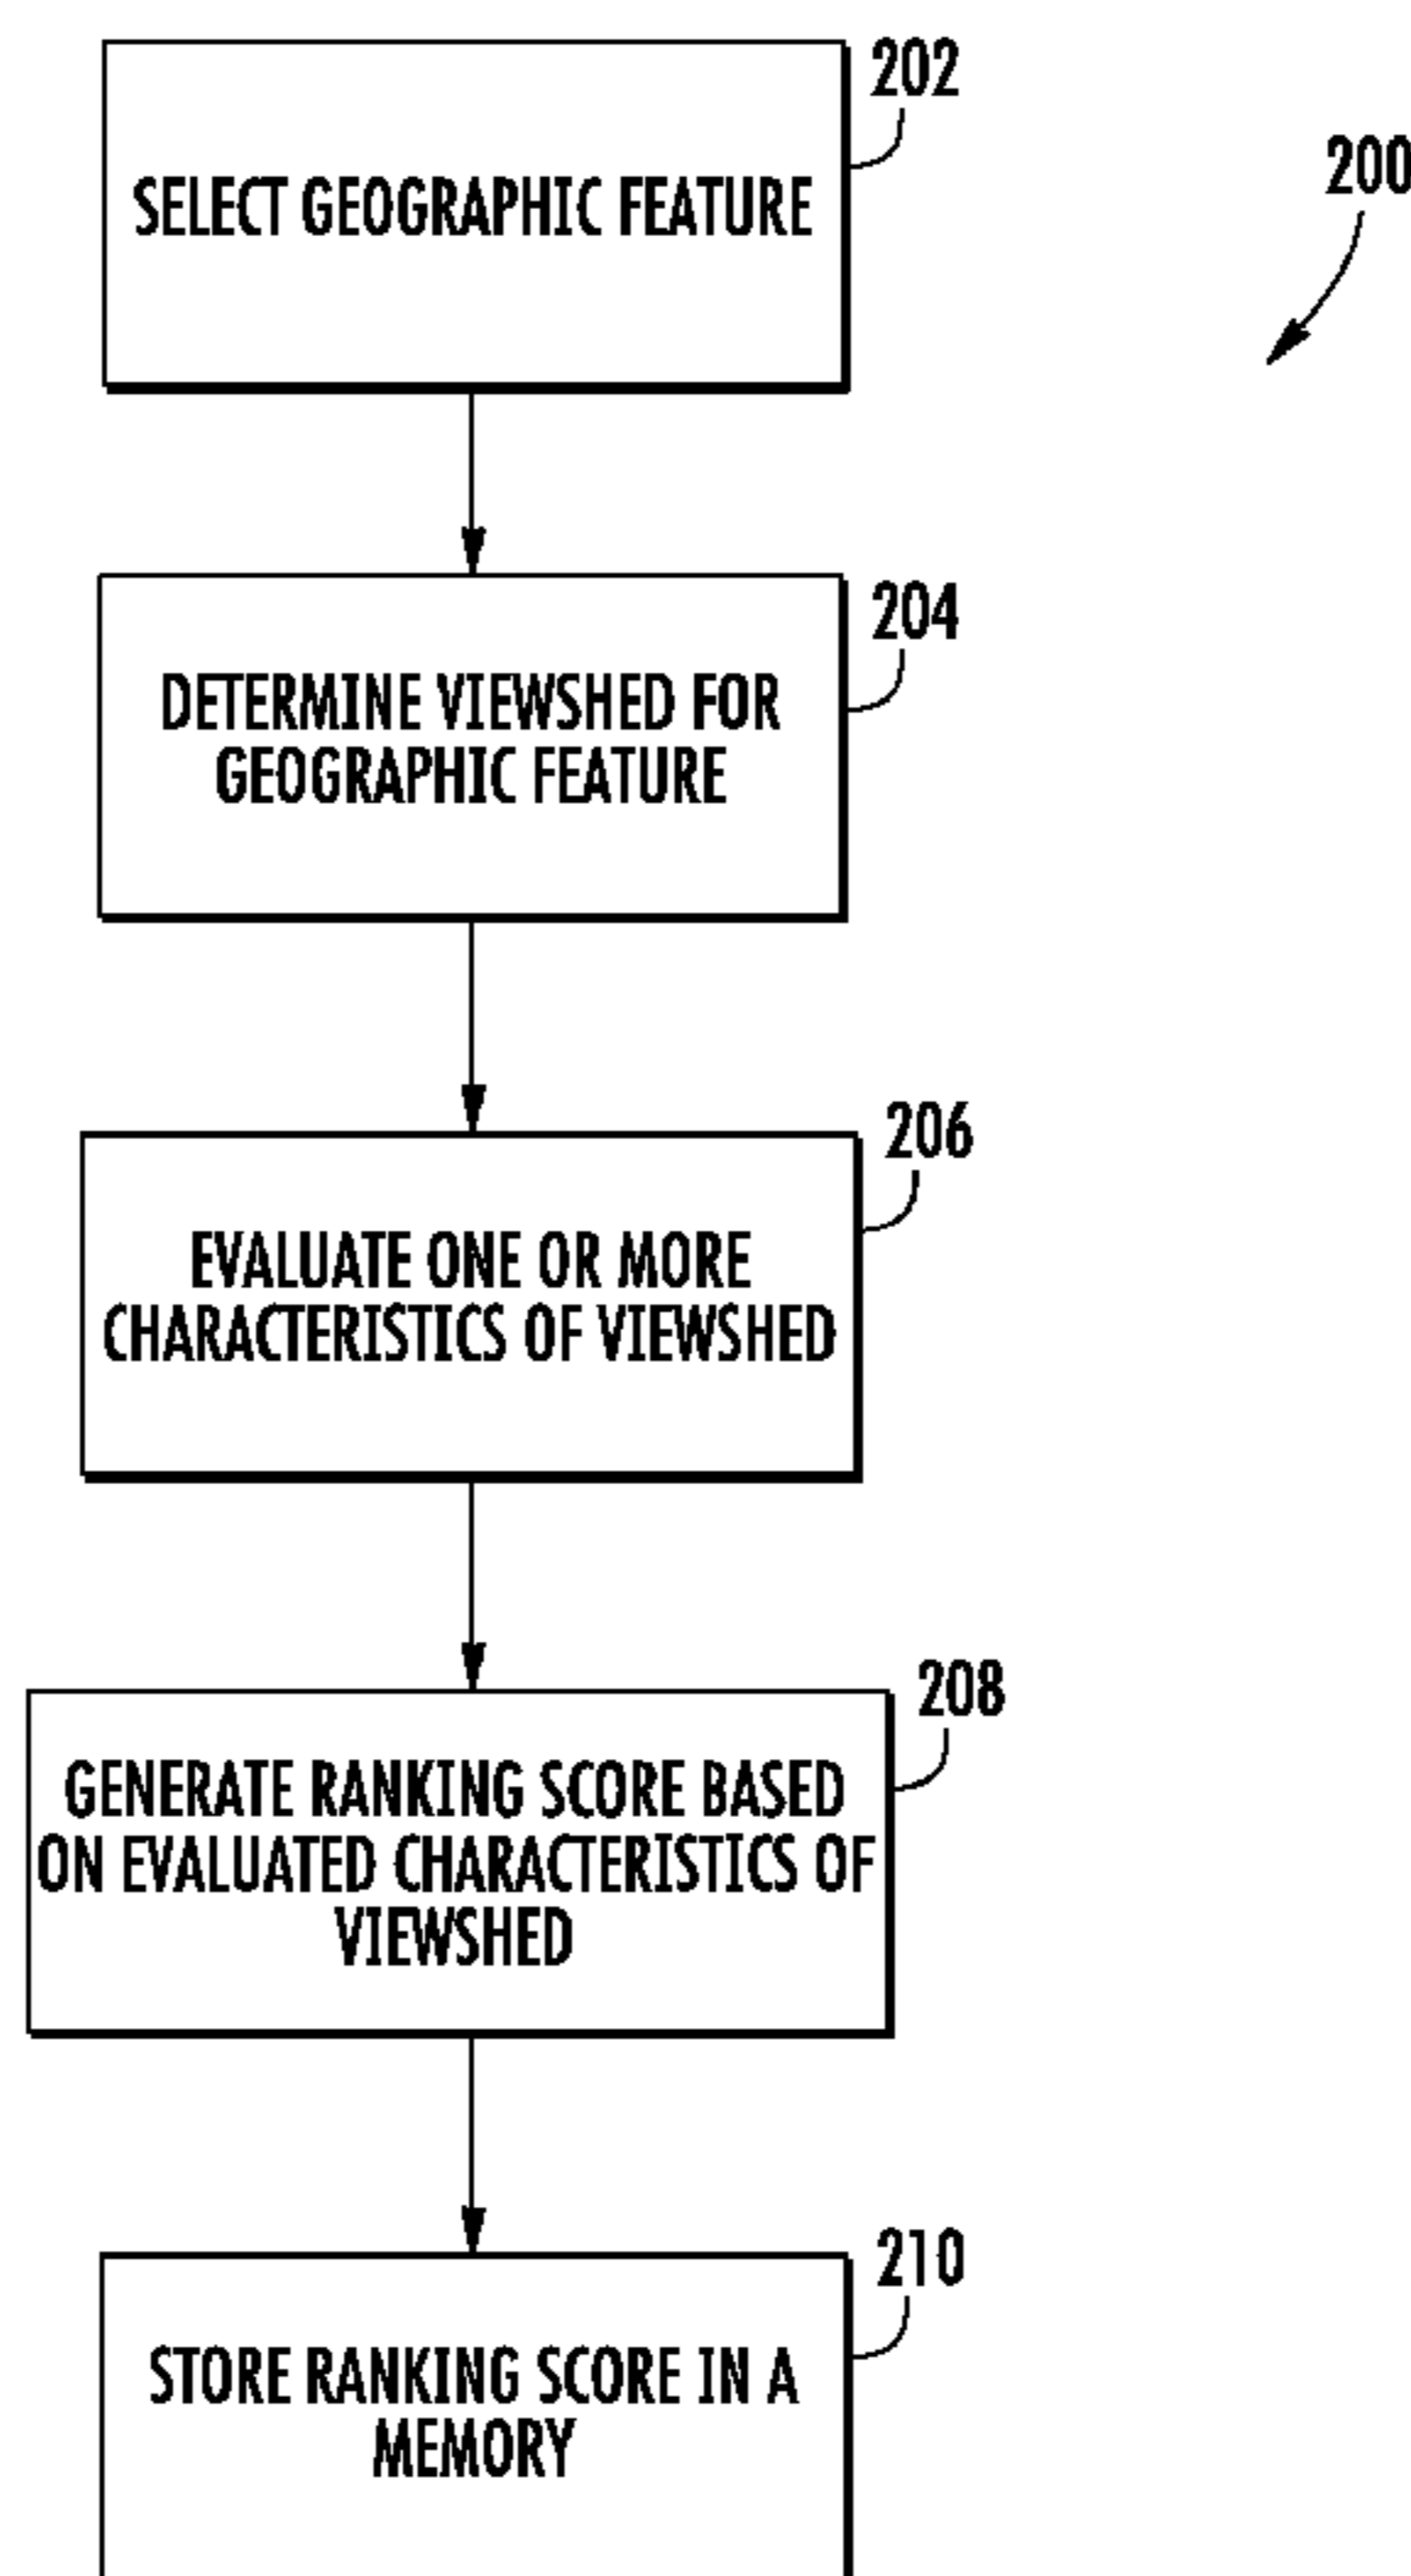 202
SELECT GEOGRAPHIC FEATURE
200
204
DETERMINE VIEWSHED FOR
GEOGRAPHIC FEATURE
206
EVALUATE ONE OR MORE
CHARACTERISTICS OF VIEWSHED
208
GENERATE RANKING SCORE BASED
ON EVALUATED CHARACTERISTICS OF
VIEWSHED
210
STORE RANKING SCORE IN A
MEMORY